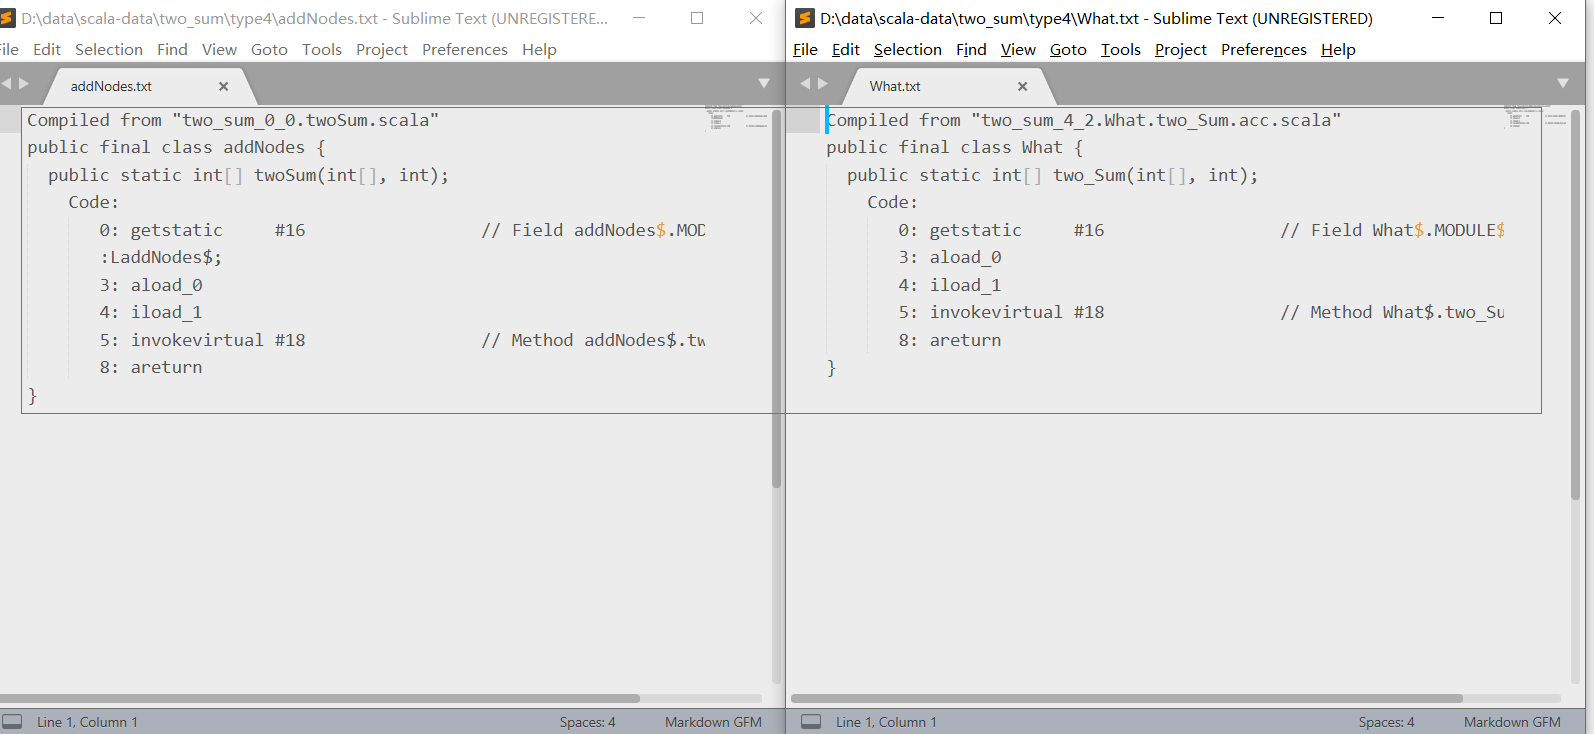 D:\data\scala-data\two_sum\type4\addNodes.txt - Sublime Text (UNREGISTERE...
ile Edit Selection Find View Goto Tools Project Preferences Help
addNodes.txt
Compiled from "two_sum_0_0.twoSum.scala"
public final class addNodes {
public static int[] twoSum(int[], int);
Code:
0: getstatic #16 // Field addNodes$.MOD
:LaddNodes$;
3: aload_0
4: iload_1
5: invokevirtual #18 // Method addNodes$.tw
8: areturn
}
Line 1, Column 1 Spaces: 4 Markdown GFM
D:\data\scala-data\two_sum\type4\What.txt - Sublime Text (UNREGISTERED)
File Edit Selection Find View Goto Tools Project Preferences Help
What.txt
Compiled from "two_sum_4_2.What.two_Sum.acc.scala"
public final class What {
public static int[] two_Sum(int[], int);
Code:
0: getstatic #16 // Field What$.MODULE$
3: aload_0
4: iload_1
5: invokevirtual #18 // Method What$.two_Su
8: areturn
}
Line 1, Column 1 Spaces: 4 Markdown GFM